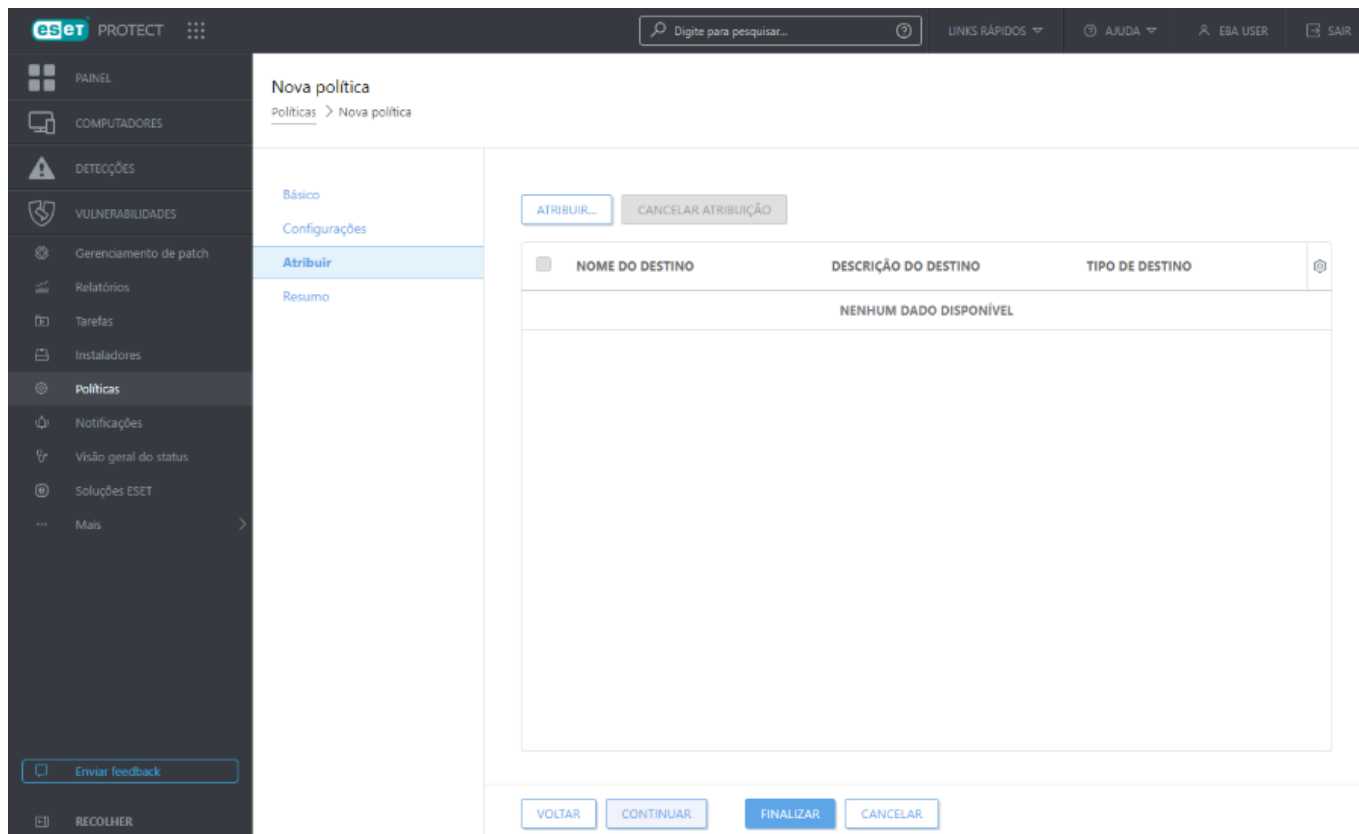 eset PROTECT
Digite para pesquisar...
LINKS RÁPIDOS
AJUDA
EBA USER
SAIR
PAINEL
COMPUTADORES
DETECÇÕES
VULNERABILIDADES
Gerenciamento de patch
Relatórios
Tarefas
Instaladores
Políticas
Notificações
Visão geral do status
Soluções ESET
Mais
Enviar feedback
RECOLHER
Nova política
Políticas > Nova política
Básico
Configurações
Atribuir
Resumo
ATRIBUIR...
CANCELAR ATRIBUIÇÃO
NOME DO DESTINO
DESCRIÇÃO DO DESTINO
TIPO DE DESTINO
NENHUM DADO DISPONÍVEL
VOLTAR
CONTINUAR
FINALIZAR
CANCELAR